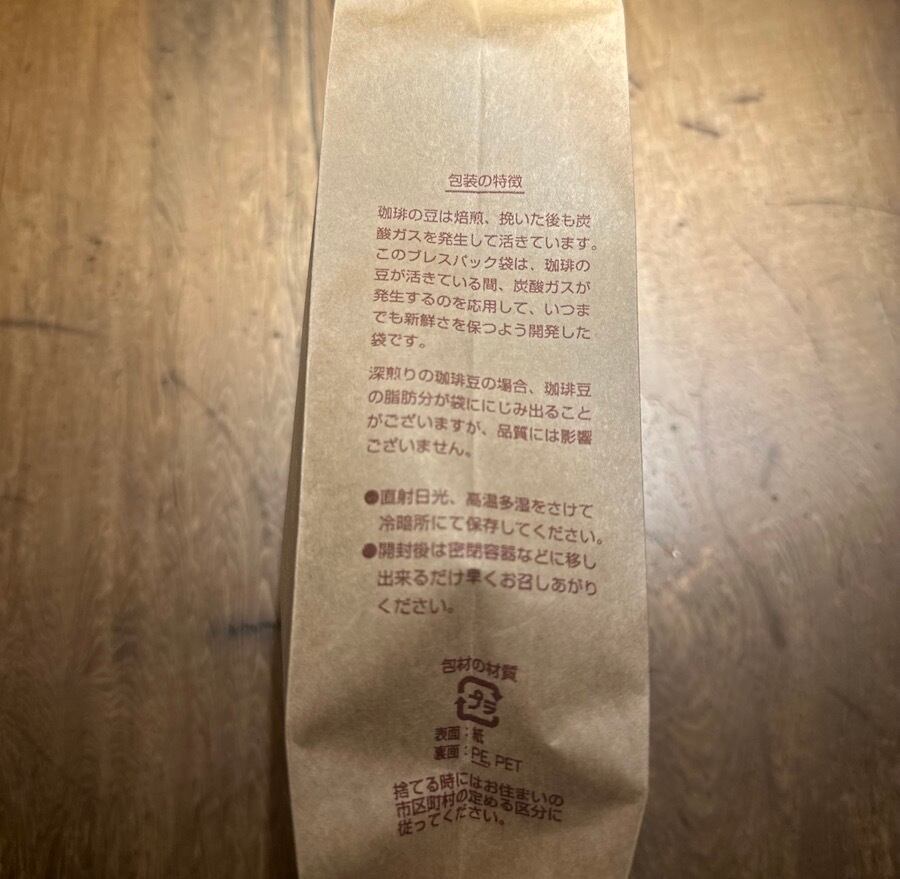 包装の特徴
珈琲の豆は焙煎、挽いた後も炭
酸ガスを発生して活きています。
このブレスパック袋は、珈琲の
豆が活きている間、炭酸ガスが
発生するのを応用して、いつま
でも新鮮さを保つよう開発した
袋です。
深煎りの珈琲豆の場合、珈琲豆
の脂肪分が袋ににじみ出ること
がございますが、品質には影響
ございません。
●直射日光、高温多湿をさけて
冷暗所にて保存してください。
●開封後は密閉容器などに移し
出来るだけ早くお召しあがり
ください。
包材の材質
プラ
表面:紙
裏面:PE, PET
捨てる時にはお住まいの
市区町村の定める区分に
従ってください。